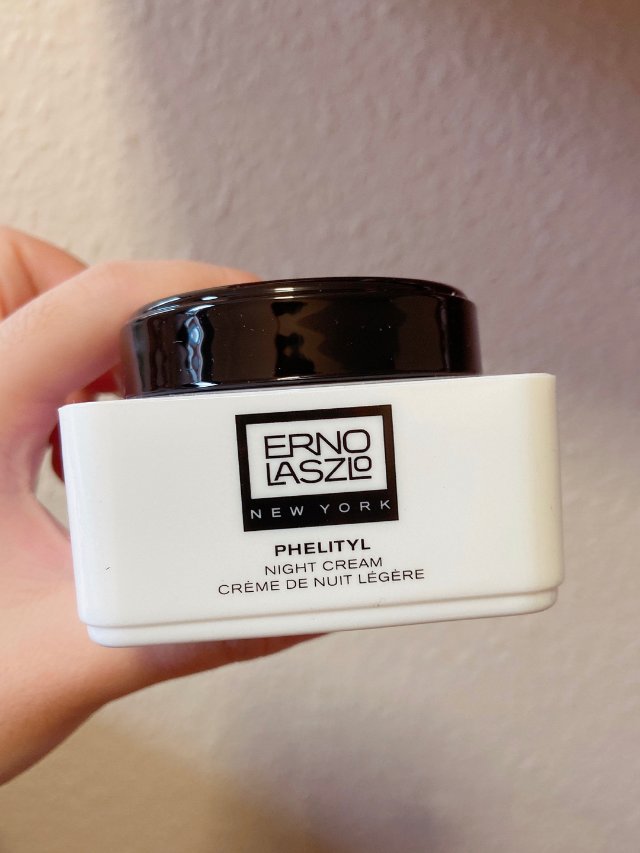 ERNO
LASZLO
NEW YORK
PHELITYL
NIGHT CREAM
CRÈME DE NUIT LÉGÈRE